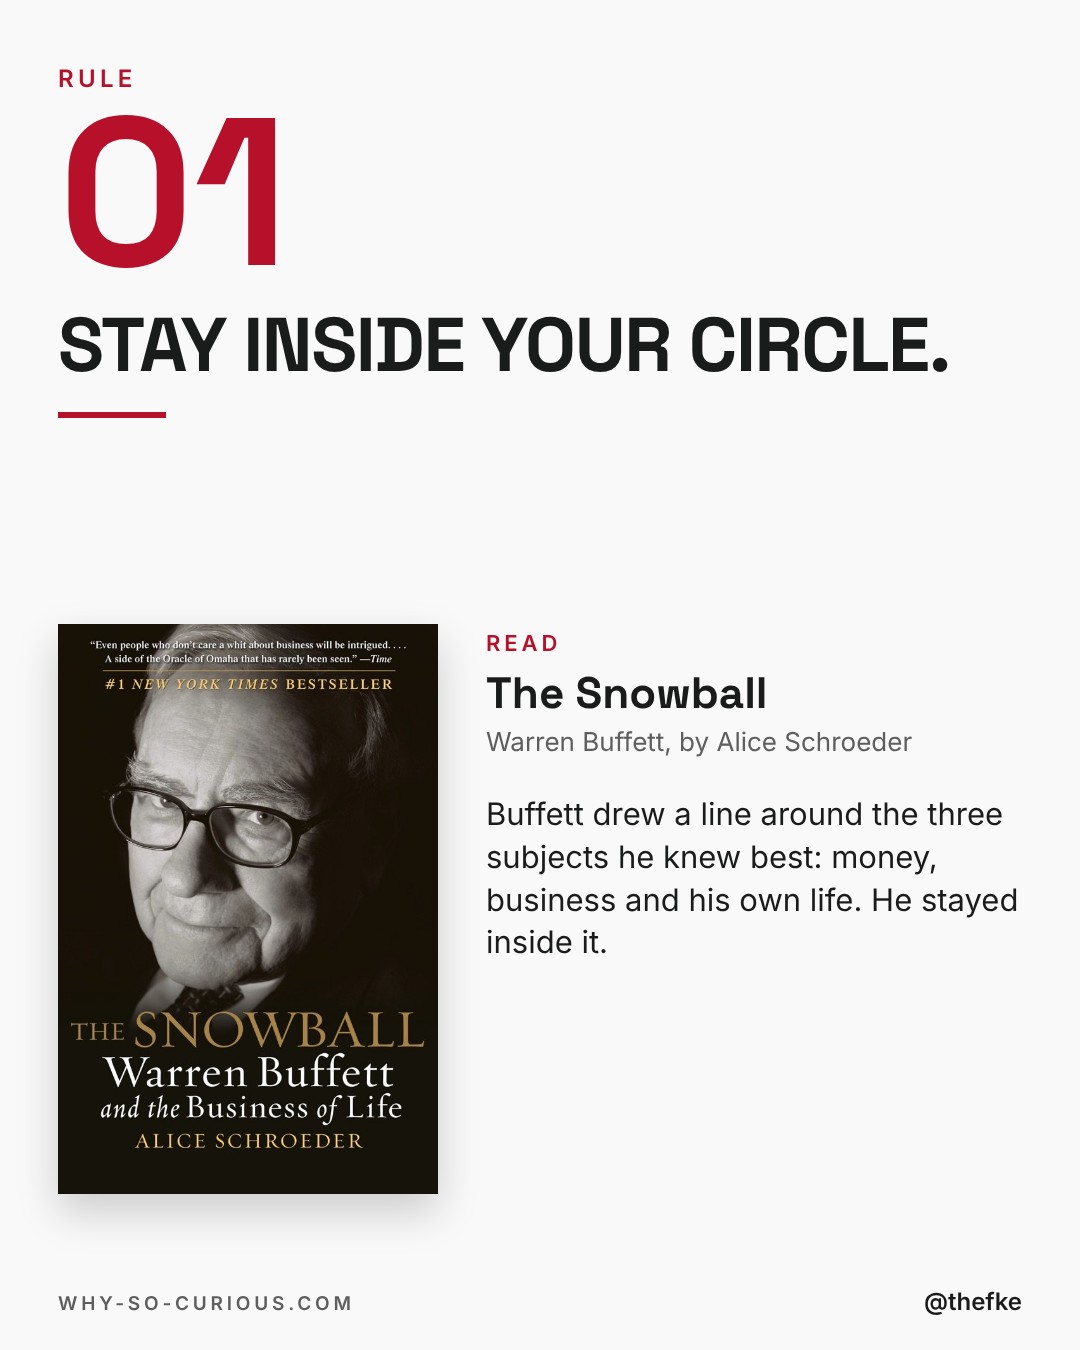 RULE
01
STAY INSIDE YOUR CIRCLE.
“Even people who don’t care a whit about business will be intrigued. . . .
A side of the Oracle of Omaha that has rarely been seen.” —Time
#1 NEW YORK TIMES BESTSELLER
THE SNOWBALL
Warren Buffett
and the Business of Life
ALICE SCHROEDER
READ
The Snowball
Warren Buffett, by Alice Schroeder
Buffett drew a line around the three
subjects he knew best: money,
business and his own life. He stayed
inside it.
WHY-SO-CURIOUS.COM
@thefke